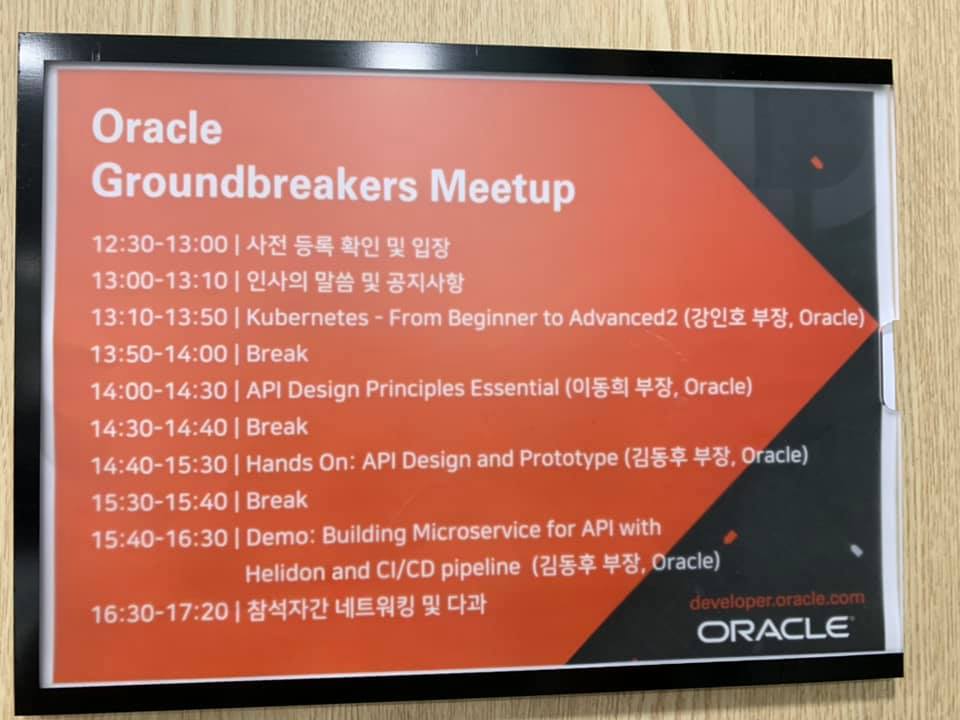 Oracle
Groundbreakers Meetup
12:30-13:00 | 사전 등록 확인 및 입장
13:00-13:10 | 인사의 말씀 및 공지사항
13:10-13:50 | Kubernetes - From Beginner to Advanced2 (강인호 부장, Oracle)
13:50-14:00 | Break
14:00-14:30 | API Design Principles Essential (이동희 부장, Oracle)
14:30-14:40 | Break
14:40-15:30 | Hands On: API Design and Prototype (김동후 부장, Oracle)
15:30-15:40 | Break
15:40-16:30 | Demo: Building Microservice for API with
Helidon and CI/CD pipeline (김동후 부장, Oracle)
16:30-17:20 | 참석자간 네트워킹 및 다과
developer.oracle.com
ORACLE